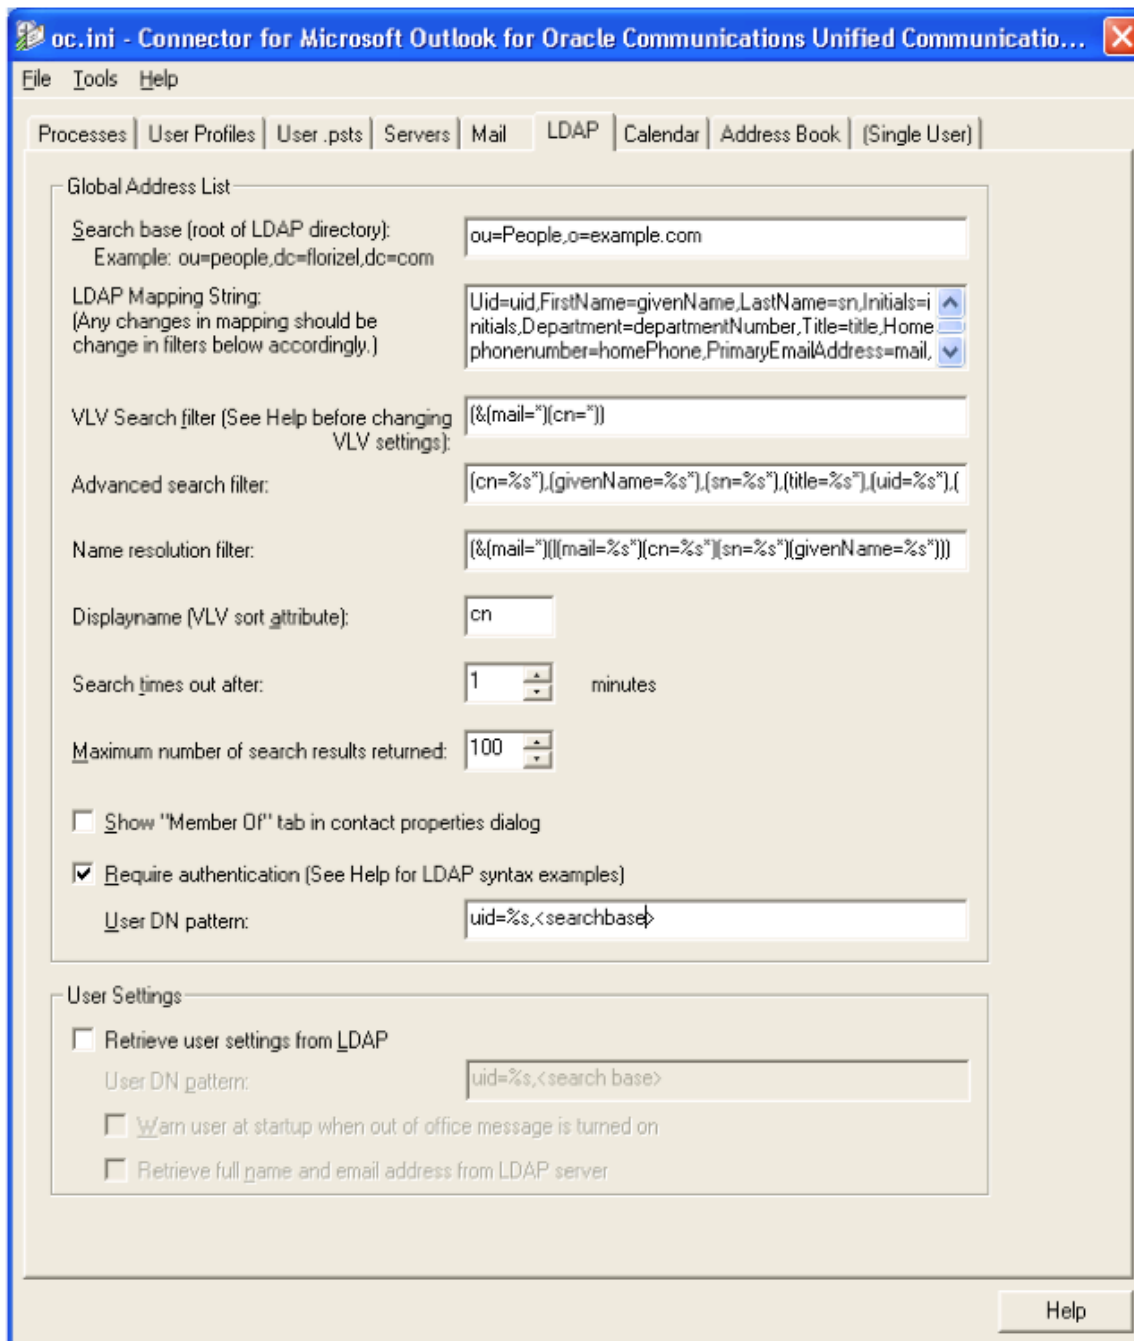 oc.ini - Connector for Microsoft Outlook for Oracle Communications Unified Communicatio...
File Tools Help
Processes User Profiles User .psts Servers Mail LDAP Calendar Address Book (Single User)
Global Address List
Search base (root of LDAP directory): ou=People,o=example.com
Example: ou=people,dc=florizel,dc=com
LDAP Mapping String:
(Any changes in mapping should be
change in filters below accordingly.)
Uid=uid,FirstName=givenName,LastName=sn,Initials=i
nitials,Department=departmentNumber,Title=title,Home
phonenumber=homePhone,PrimaryEmailAddress=mail,
VLV Search filter (See Help before changing
VLV settings):
(&(mail=*)(cn=*))
Advanced search filter: (cn=%s*),(givenName=%s*),(sn=%s*),(title=%s*),(uid=%s*),(
Name resolution filter: (&(mail=*)(|(mail=%s*)(cn=%s*)(sn=%s*)(givenName=%s*)))
Displayname (VLV sort attribute): cn
Search times out after: 1 minutes
Maximum number of search results returned: 100
Show "Member Of" tab in contact properties dialog
Require authentication (See Help for LDAP syntax examples)
User DN pattern: uid=%s,<searchbase>
User Settings
Retrieve user settings from LDAP
User DN pattern: uid=%s,<search base>
Warn user at startup when out of office message is turned on
Retrieve full name and email address from LDAP server
Help